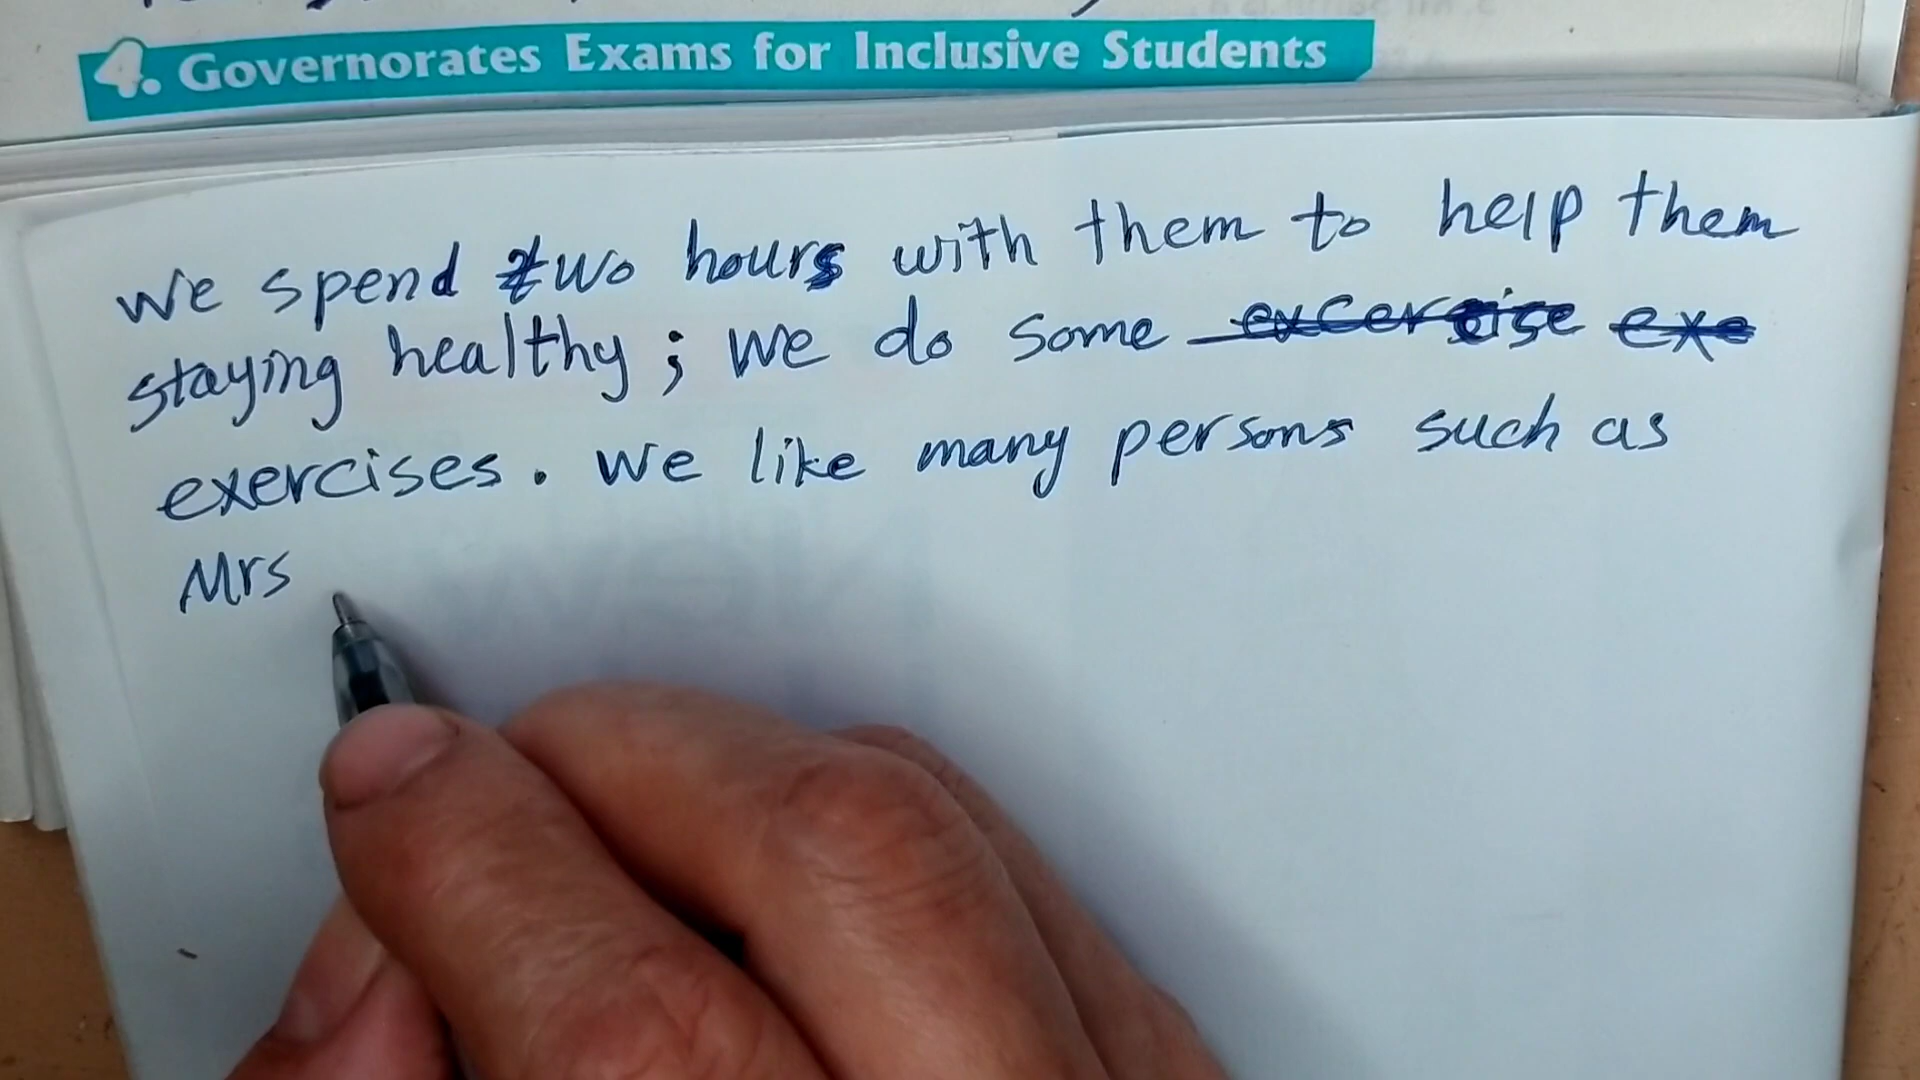 4. Governorates Exams for Inclusive Students
We spend two hours with them to help them
staying healthy; we do some excercise exe
exercises. We like many persons such as
Mrs